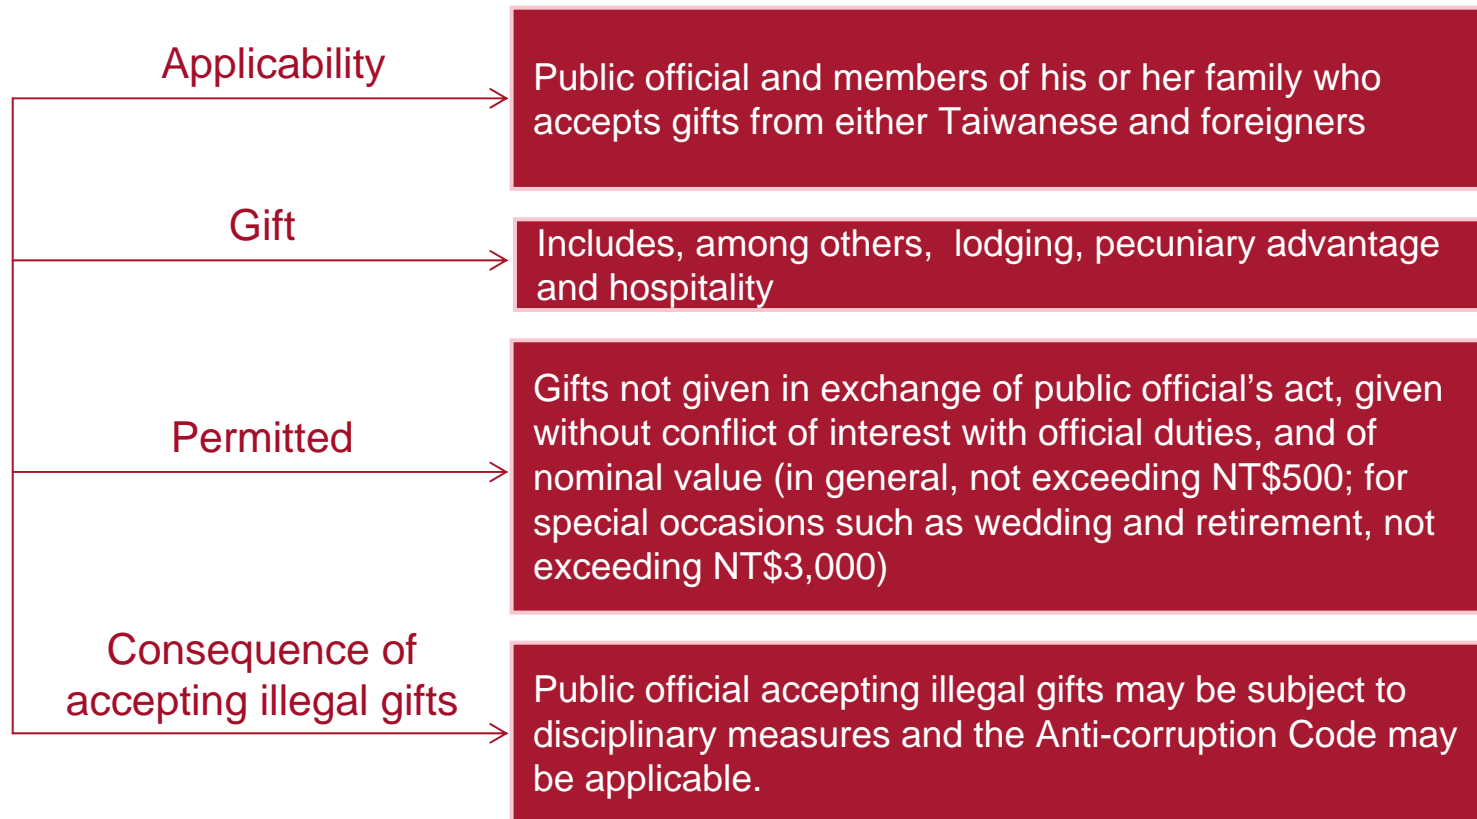 Applicability
Public official and members of his or her family who
accepts gifts from either Taiwanese and foreigners
Gift
Includes, among others,  lodging, pecuniary advantage
and hospitality
Permitted
Gifts not given in exchange of public official’s act, given
without conflict of interest with official duties, and of
nominal value (in general, not exceeding NT$500; for
special occasions such as wedding and retirement, not
exceeding NT$3,000)
Consequence of
accepting illegal gifts
Public official accepting illegal gifts may be subject to
disciplinary measures and the Anti-corruption Code may
be applicable.